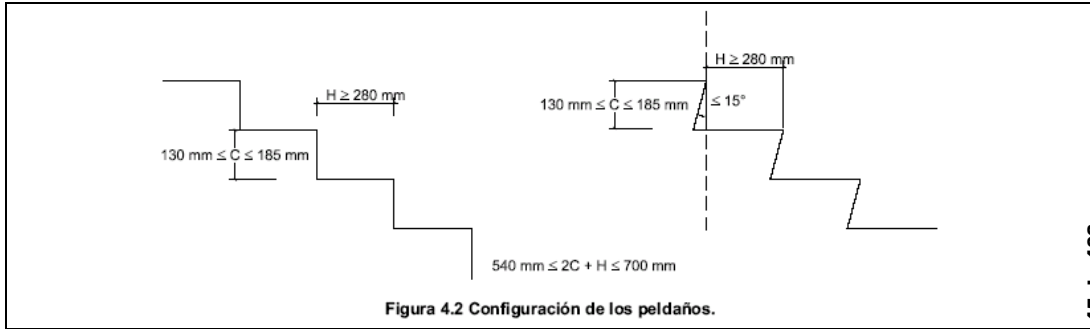 H ≥ 280 mm
130 mm ≤ C ≤ 185 mm
540 mm ≤ 2C + H ≤ 700 mm
H ≥ 280 mm
130 mm ≤ C ≤ 185 mm
≤ 15°
Figura 4.2 Configuración de los peldaños.